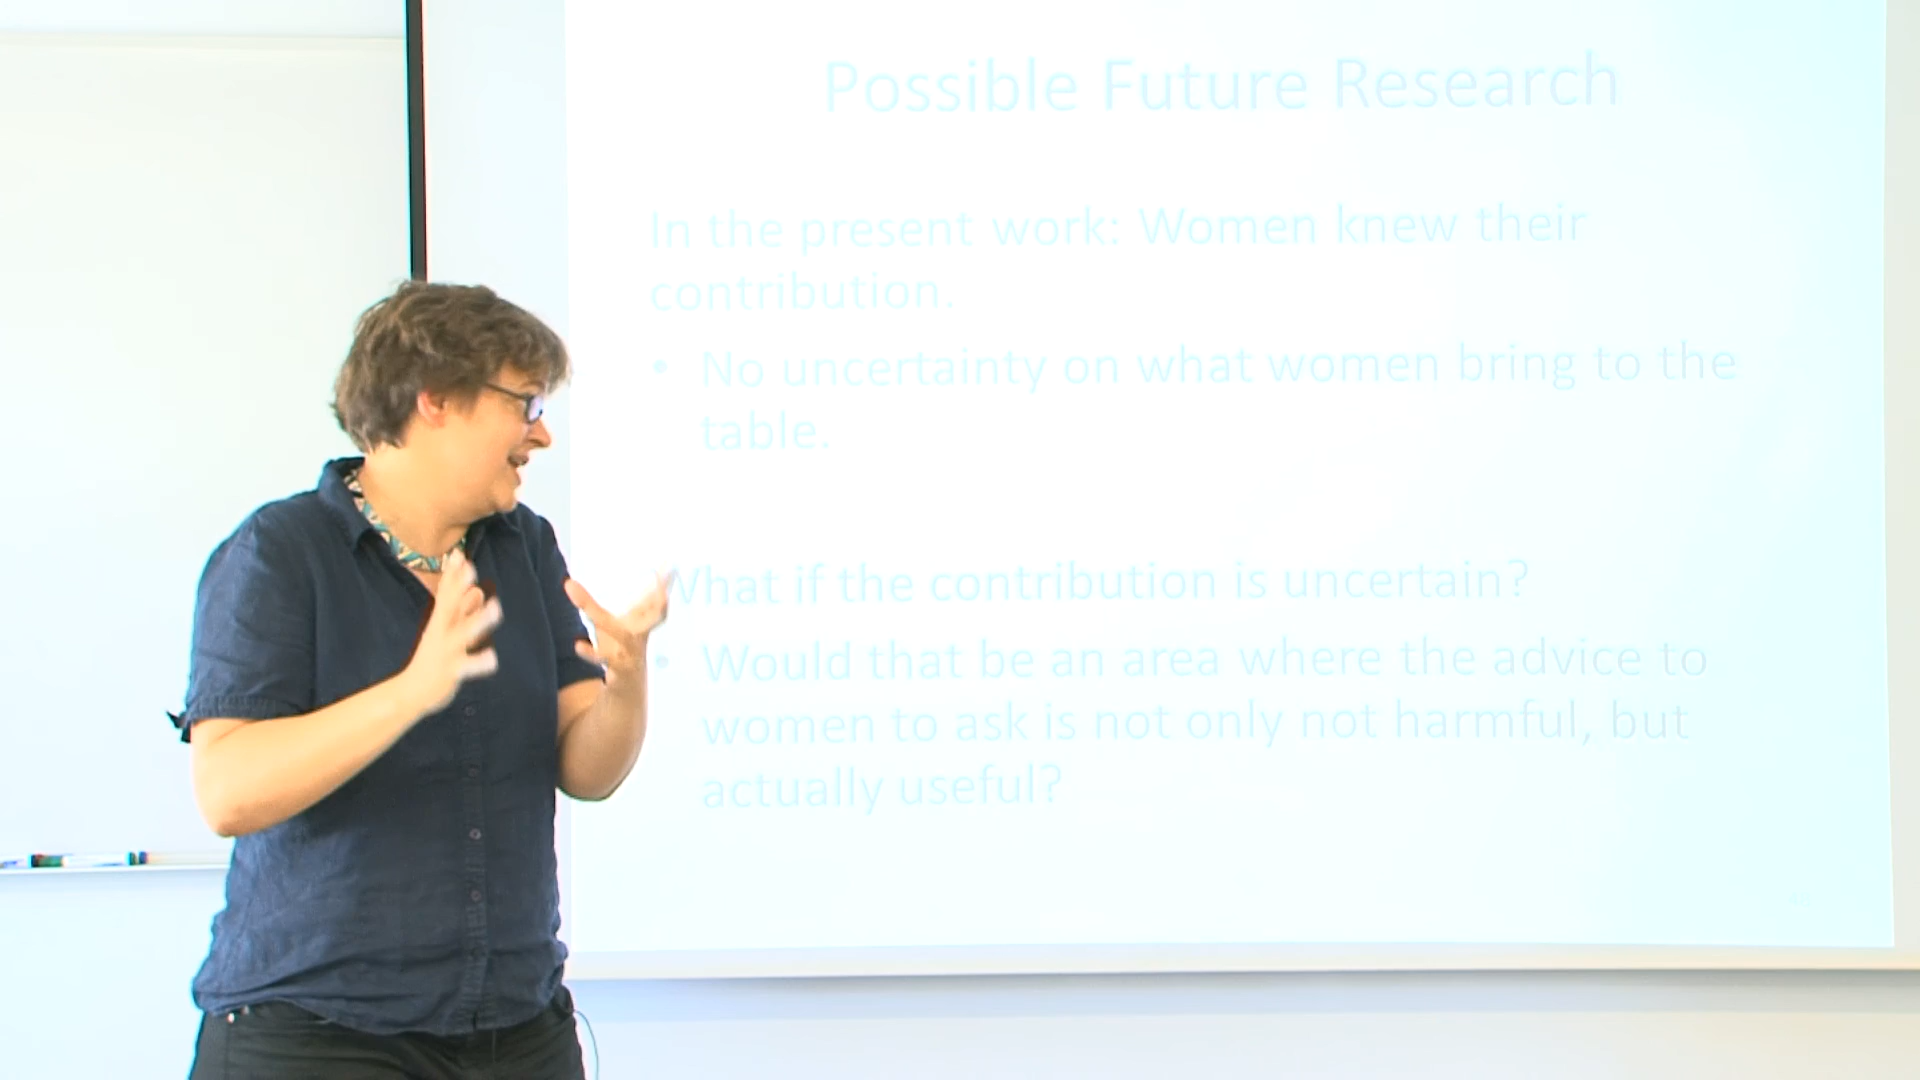 Possible Future Research
In the present work: Women knew their
contribution.
• No uncertainty on what women bring to the
table.
What if the contribution is uncertain?
• Would that be an area where the advice to
women to ask is not only not harmful, but
actually useful?